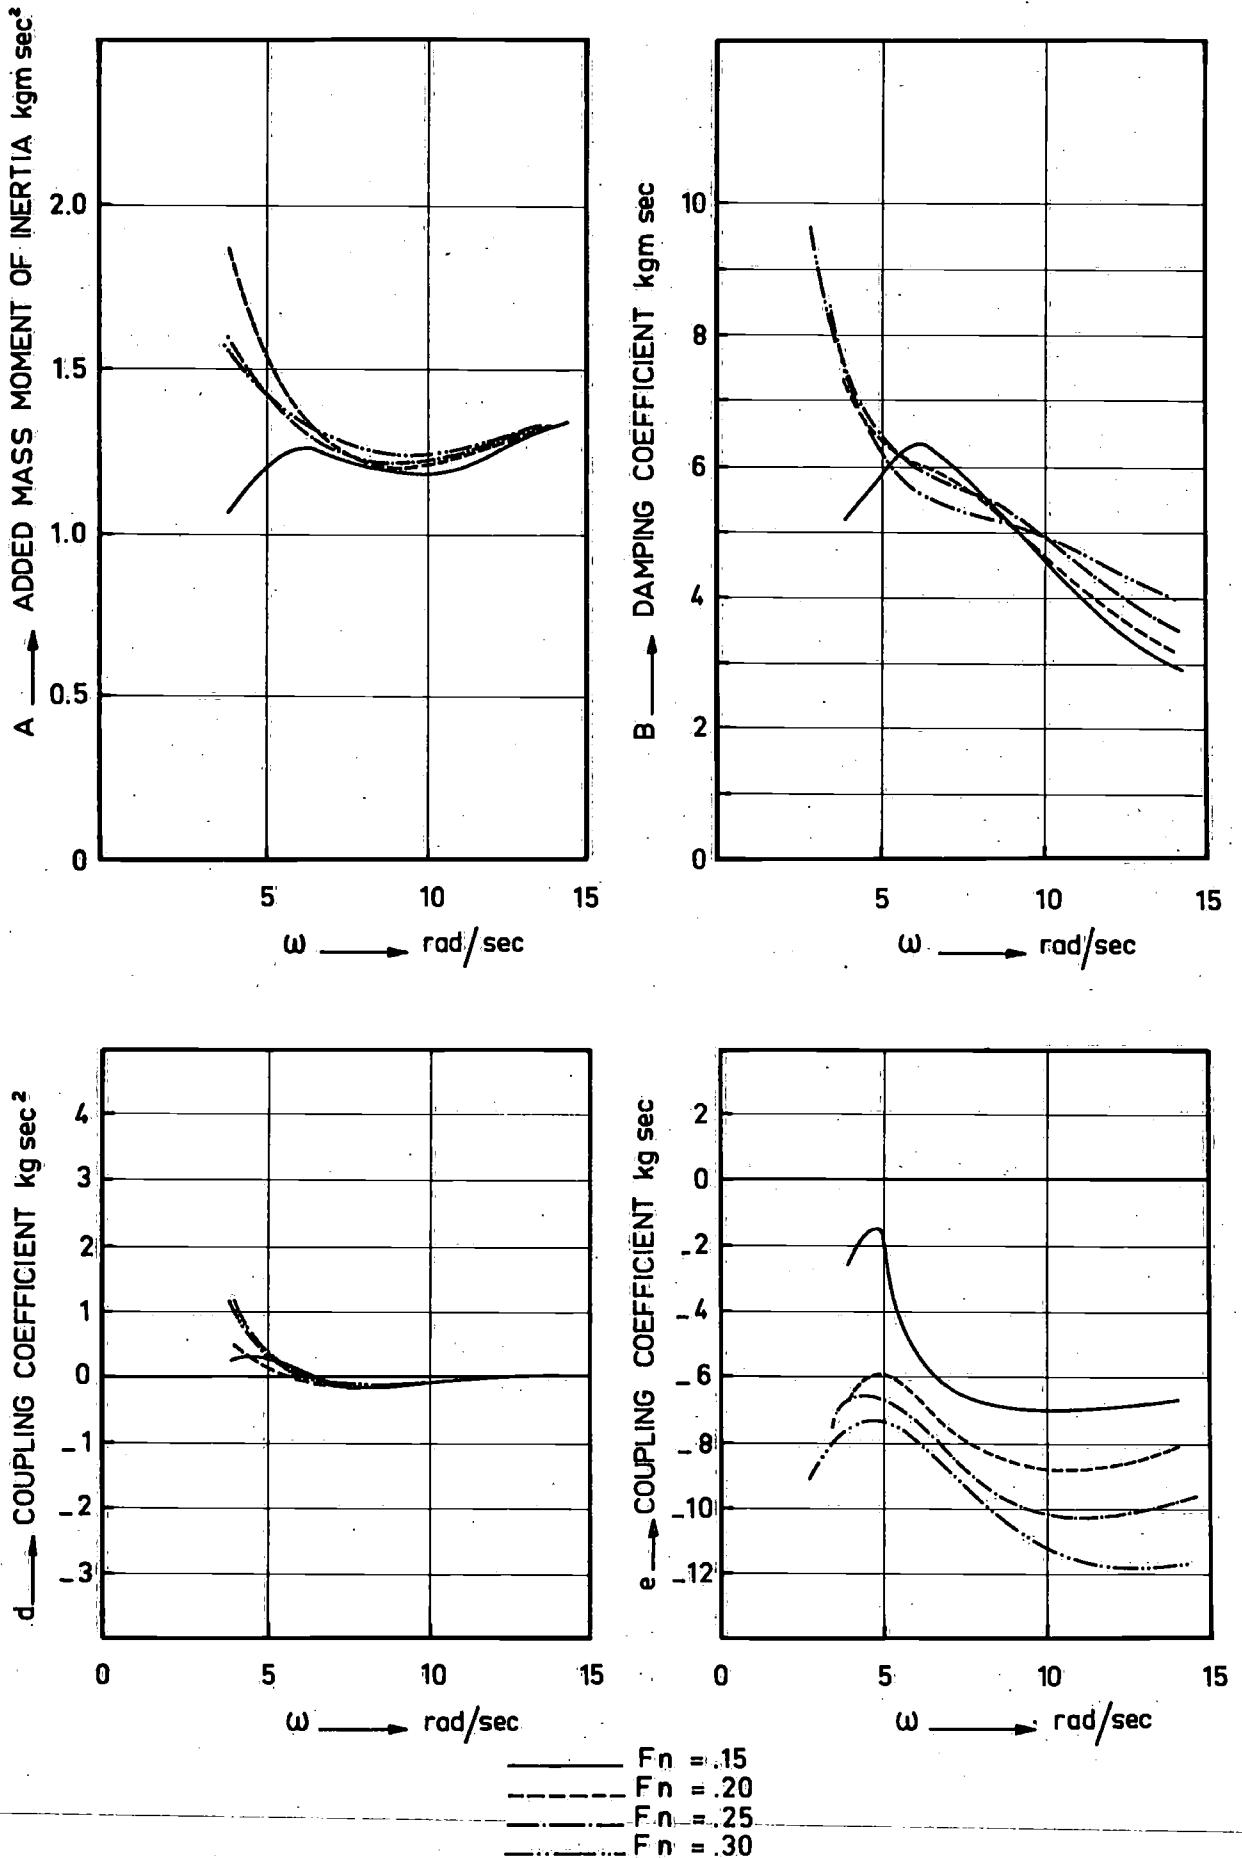 A → ADDED MASS MOMENT OF INERTIA kgm sec²
2.0
1.5
1.0
0.5
0
5 10 15
ω → rad/sec
B → DAMPING COEFFICIENT kgm sec
10
8
6
4
2
0
5 10 15
ω → rad/sec
d → COUPLING COEFFICIENT kg sec²
4
3
2
1
0
-1
-2
-3
0 5 10 15
ω → rad/sec
e → COUPLING COEFFICIENT kg sec
2
0
-2
-4
-6
-8
-10
-12
0 5 10 15
ω → rad/sec
Fn = .15
Fn = .20
Fn = .25
Fn = .30